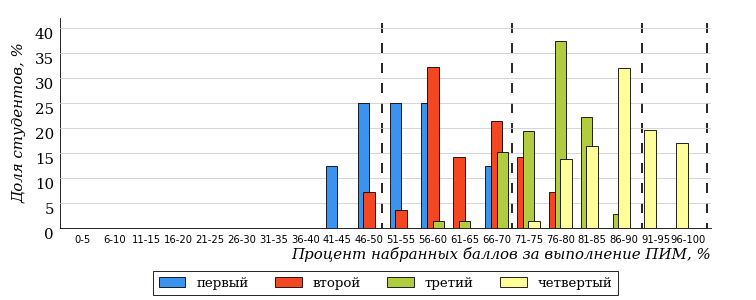 Доля студентов, %
40
35
30
25
20
15
10
5
0
0-5 6-10 11-15 16-20 21-25 26-30 31-35 36-40 41-45 46-50 51-55 56-60 61-65 66-70 71-75 76-80 81-85 86-90 91-95 96-100
Процент набранных баллов за выполнение ПИМ, %
первый второй третий четвертый